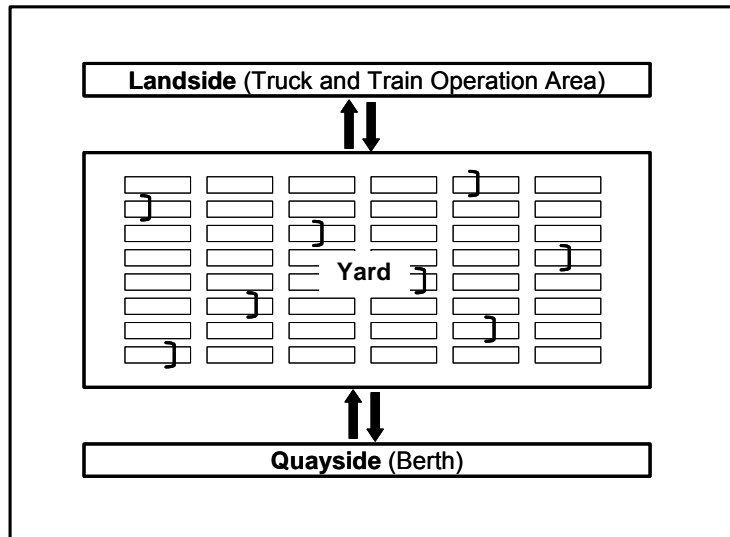 Landside (Truck and Train Operation Area)
Yard
Quayside (Berth)